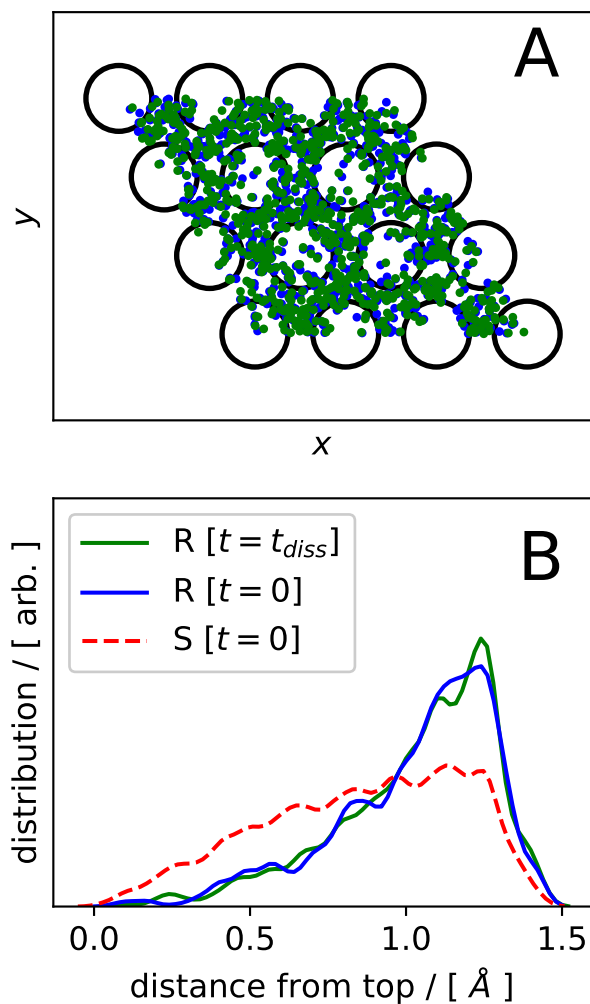 A
y
x
B
R [t = t_diss]
R [t = 0]
S [t = 0]
distribution / [ arb. ]
0.0 0.5 1.0 1.5
distance from top / [ Å ]